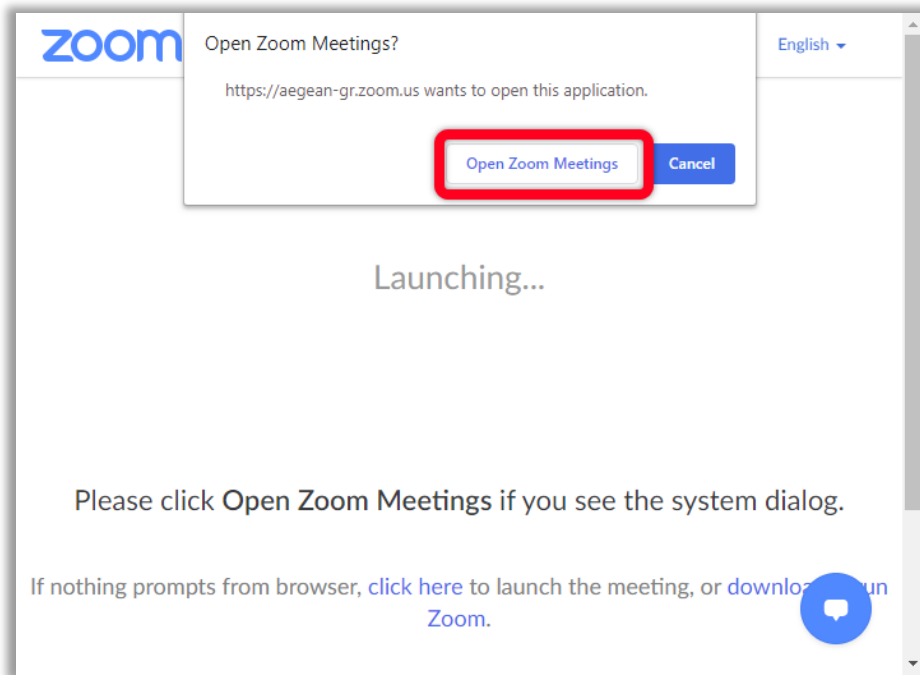 zoom
English
Open Zoom Meetings?
https://aegean-gr.zoom.us wants to open this application.
Open Zoom Meetings Cancel
Launching...
Please click Open Zoom Meetings if you see the system dialog.
If nothing prompts from browser, click here to launch the meeting, or
Zoom.